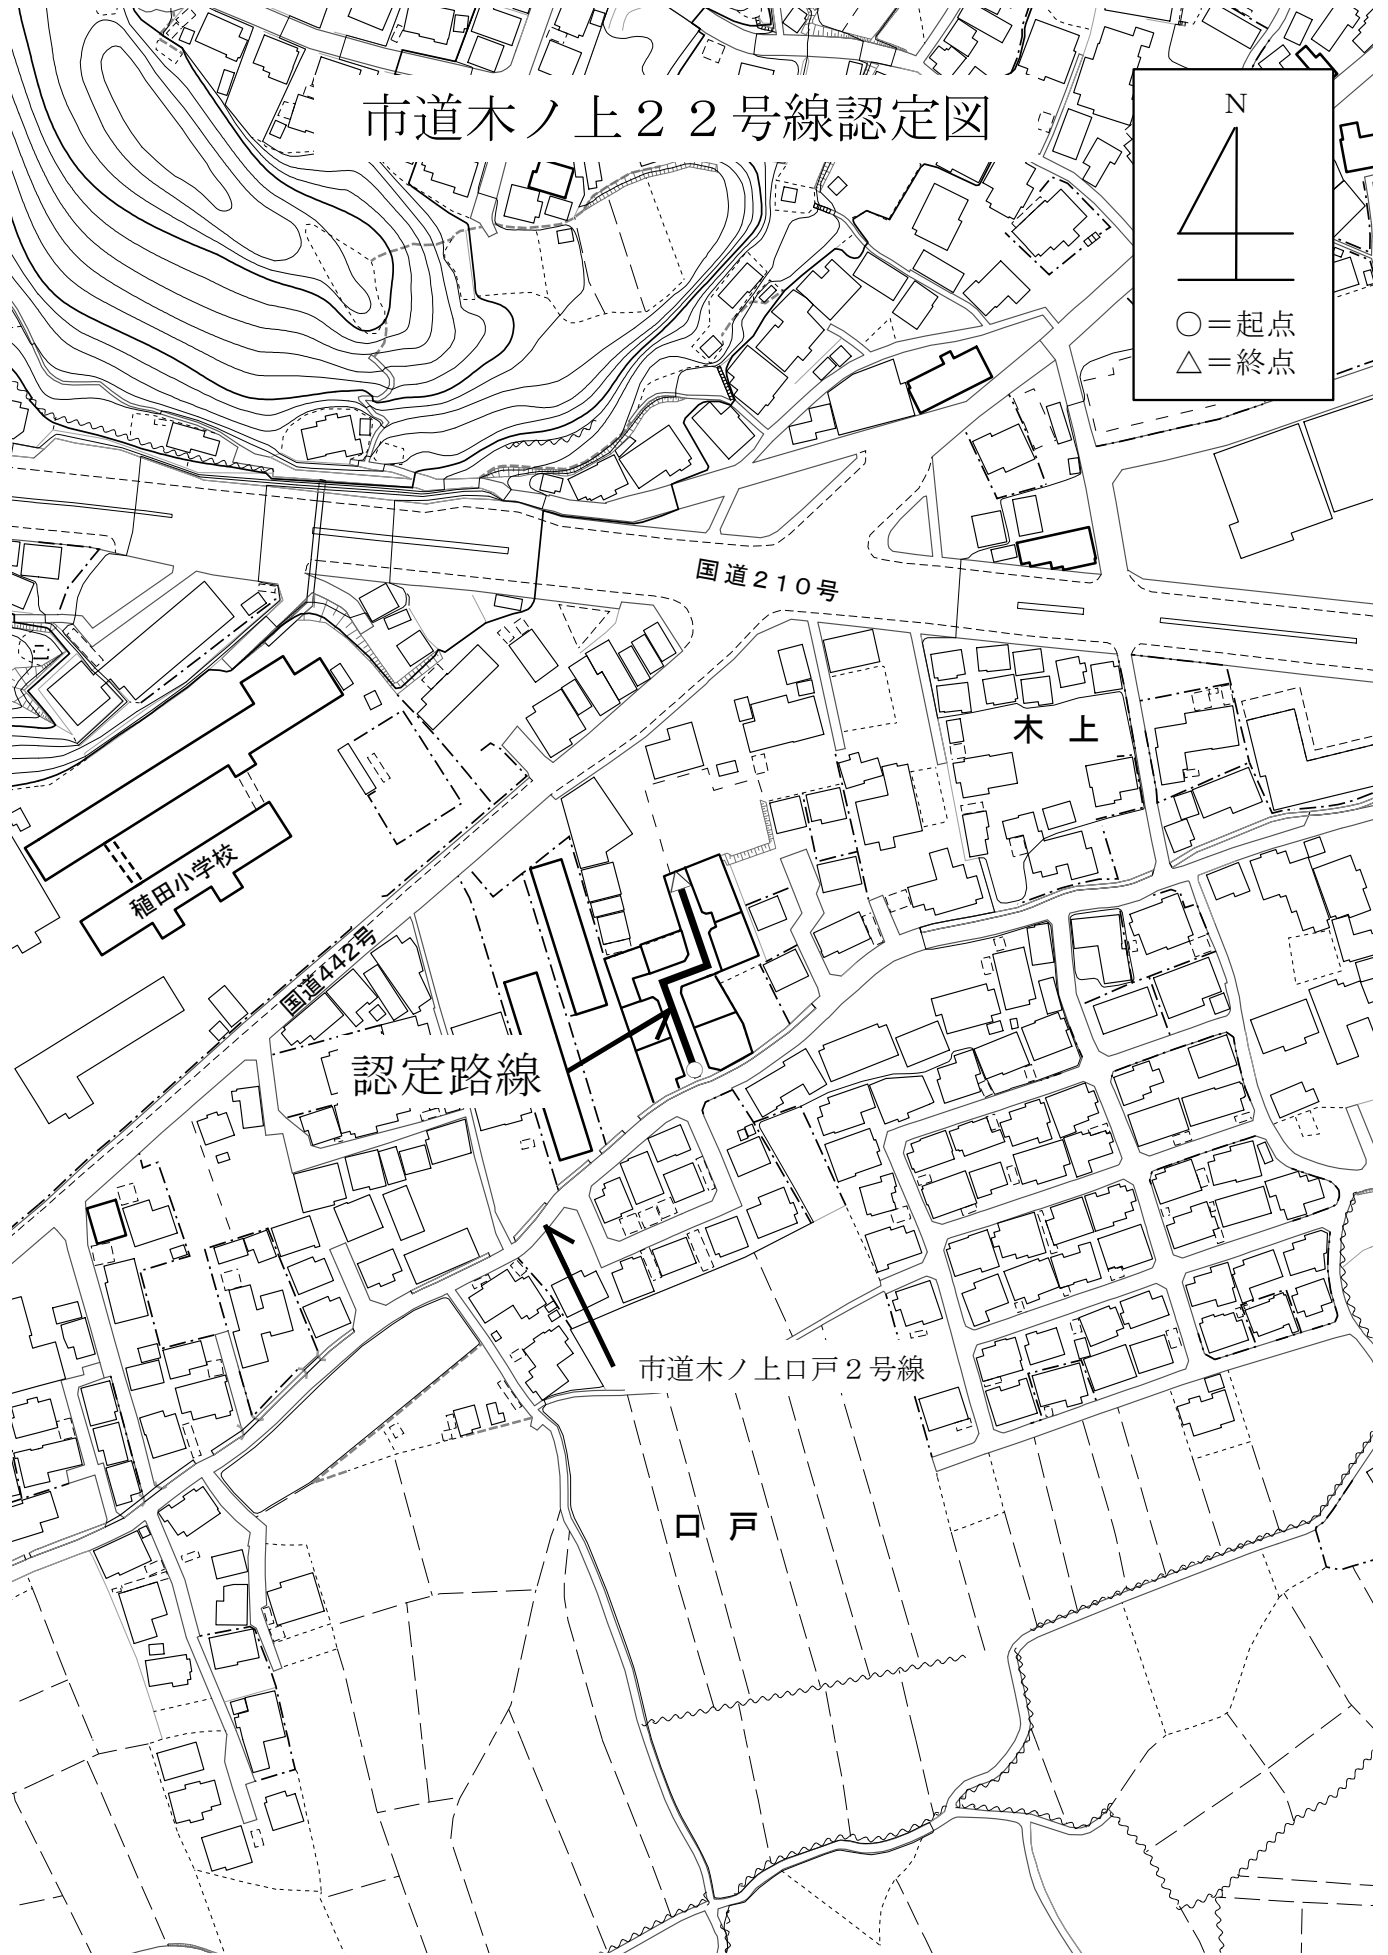 市道木ノ上２２号線認定図
N
○＝起点
△＝終点
国道２１０号
木上
稙田小学校
国道442号
認定路線
市道木ノ上口戸２号線
口戸